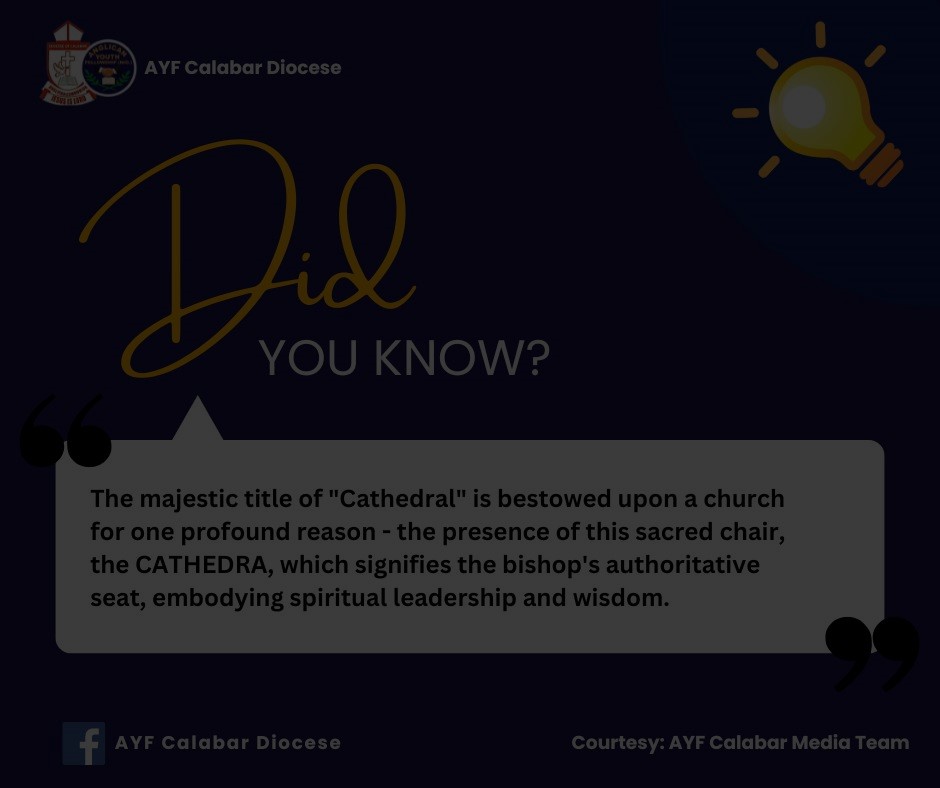 AYF Calabar Diocese
Did
YOU KNOW?
The majestic title of "Cathedral" is bestowed upon a church
for one profound reason - the presence of this sacred chair,
the CATHEDRA, which signifies the bishop's authoritative
seat, embodying spiritual leadership and wisdom.
AYF Calabar Diocese
Courtesy: AYF Calabar Media Team